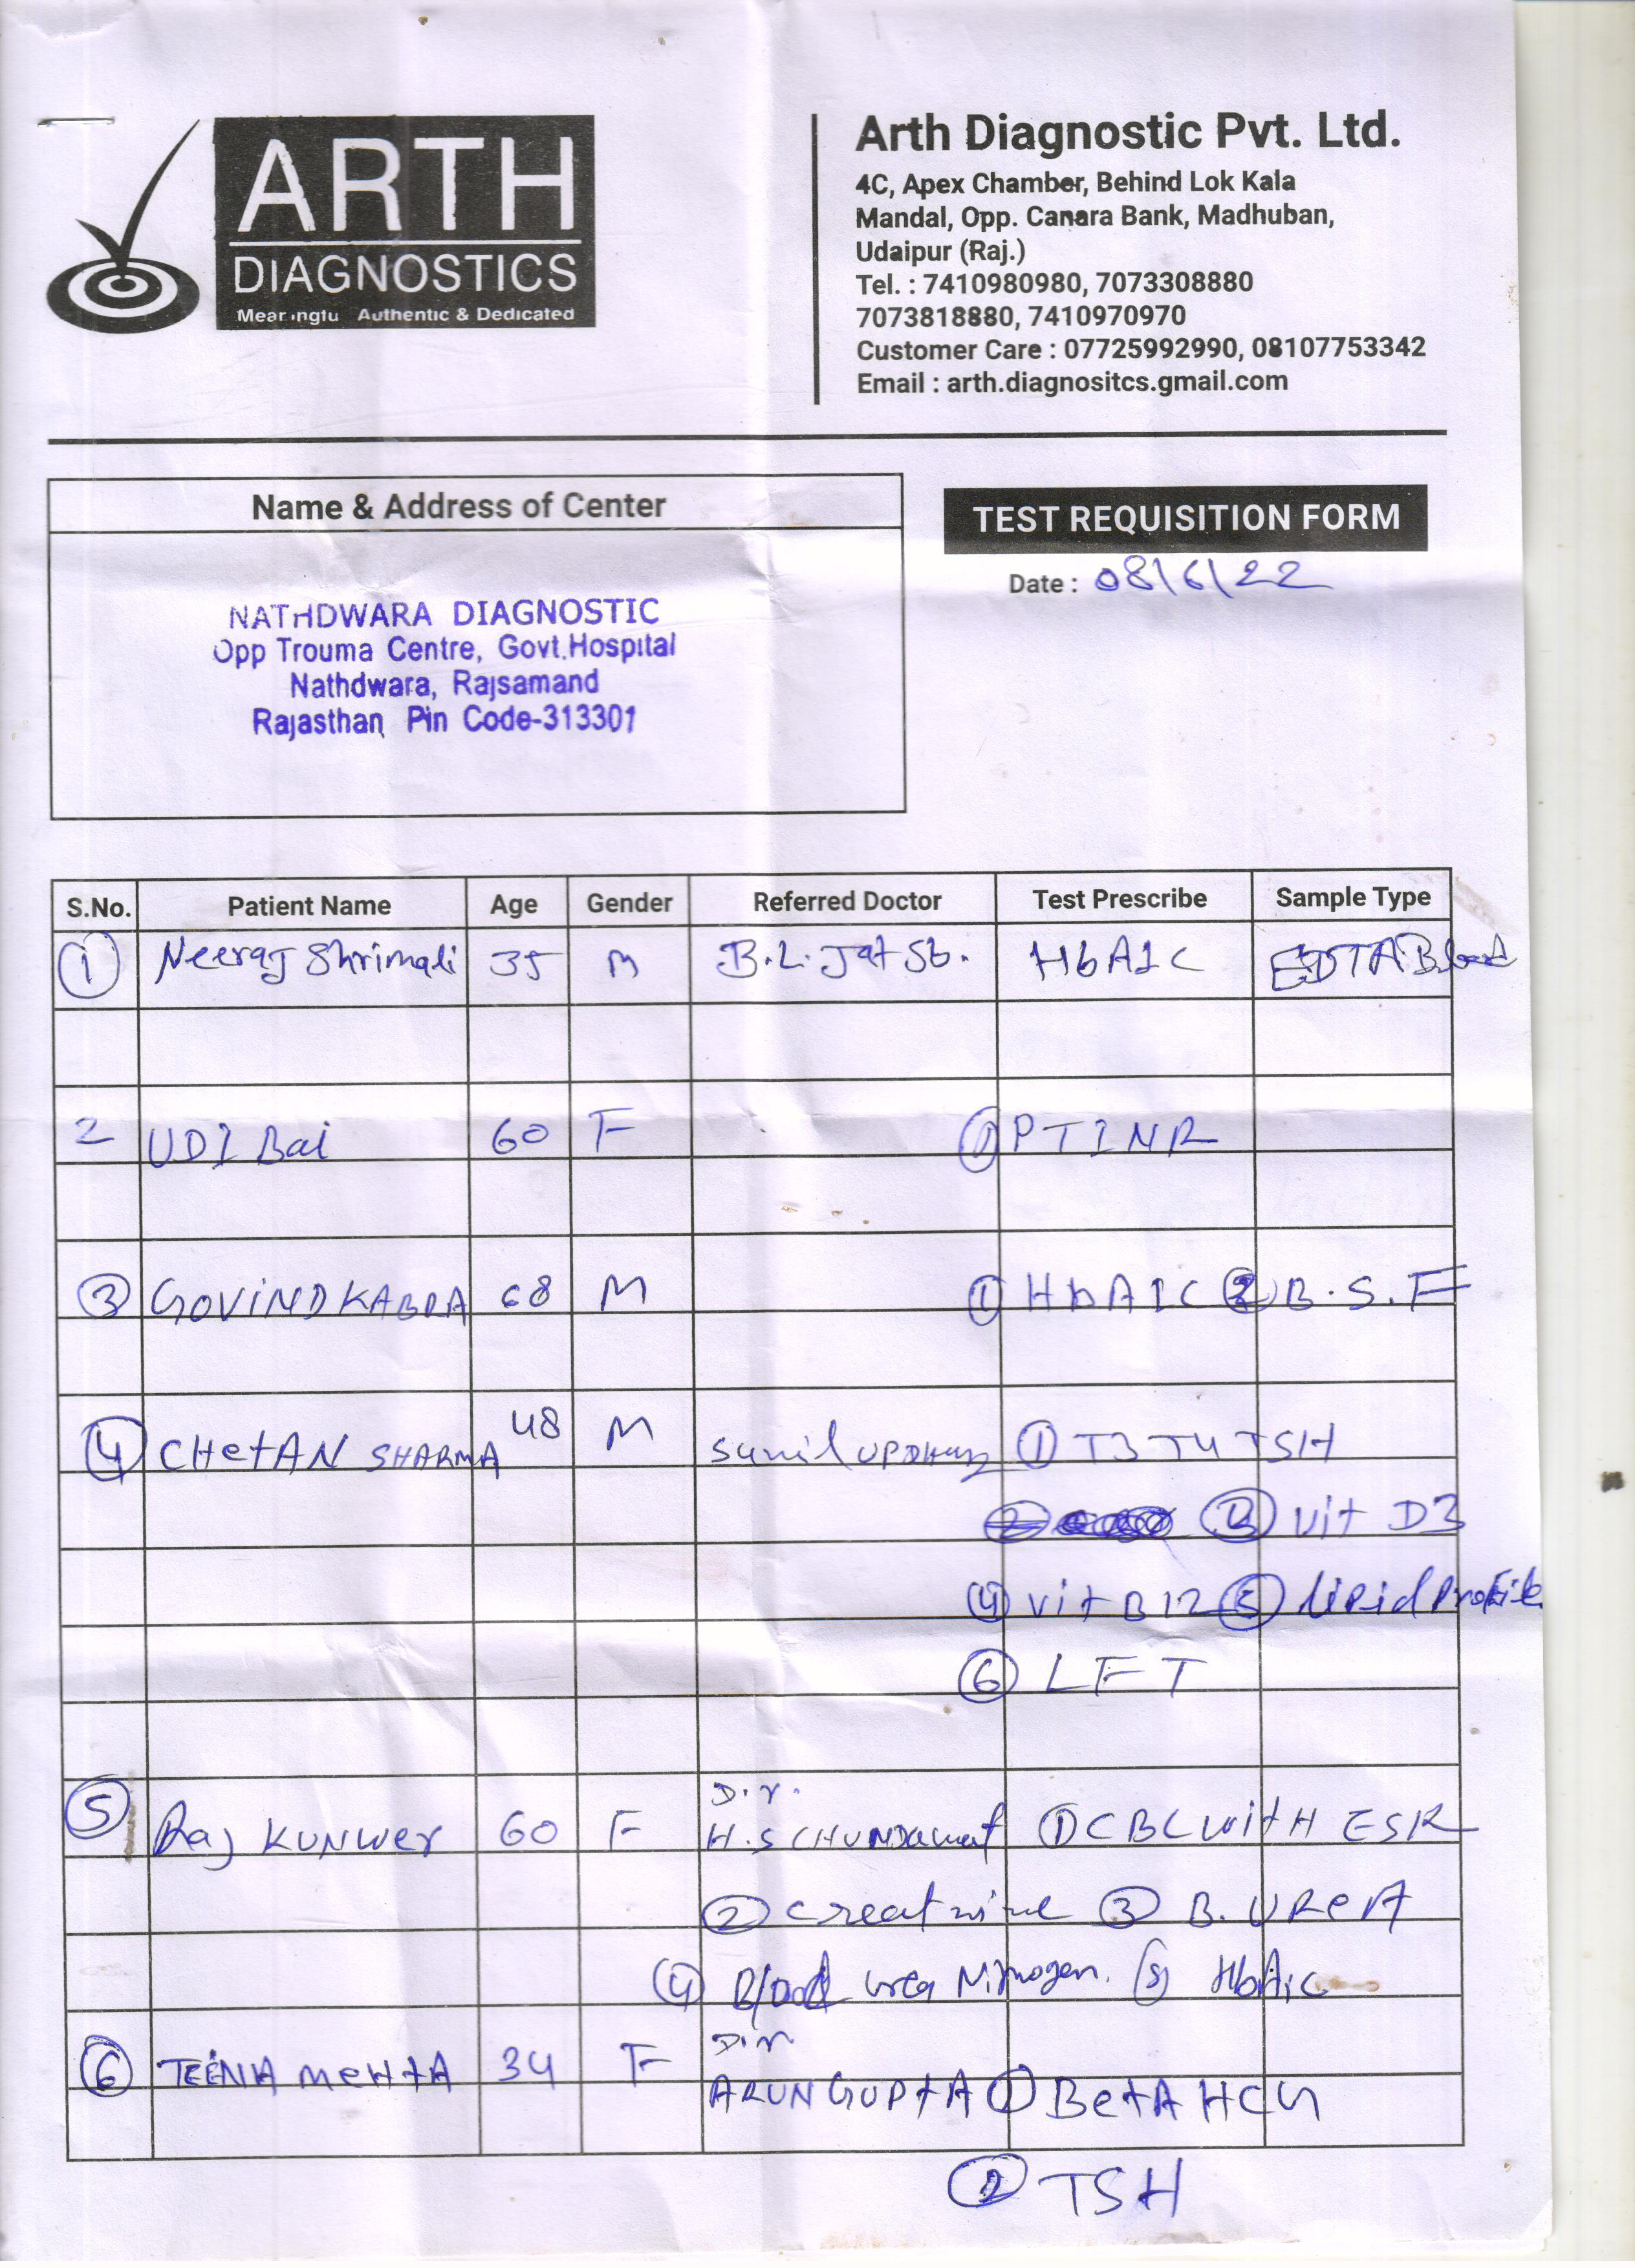 ARTH
DIAGNOSTICS
Mear ingfu Authentic & Dedicated
Arth Diagnostic Pvt. Ltd.
4C, Apex Chamber, Behind Lok Kala
Mandal, Opp. Canara Bank, Madhuban,
Udaipur (Raj.)
Tel. : 7410980980, 7073308880
7073818880, 7410970970
Customer Care : 07725992990, 08107753342
Email : arth.diagnositcs.gmail.com
Name & Address of Center
TEST REQUISITION FORM
Date : 08/6/22
NATHDWARA DIAGNOSTIC
Opp Trouma Centre, Govt.Hospital
Nathdwara, Rajsamand
Rajasthan Pin Code-313301
S.No. Patient Name Age Gender Referred Doctor Test Prescribe Sample Type
1 Neeraj Shrimali 35 M B.L. Jat Sb. HbA1C EDTA Blood
2 UDI Bai 60 F 1 PTINR
3 GOVIND KABRA 68 M 1 HbA1C 2 B.S.F
4 CHetAN SHARMA 48 M Sunil 1 T3 T4 TSH
3 Vit D3
4 Vit B12 5 lipid Profile
6 LFT
5 Raj KUNWER 60 F D.r. H.S CHUNDawat 1 CBC WitH ESR
2 Creatinine 3 B. UReA
4 Blood urea Nitrogen. 5 HbA1c
6 TEENA MeHtA 34 F D.r. ARUN GUPtA 1 BetA HCG
2 TSH